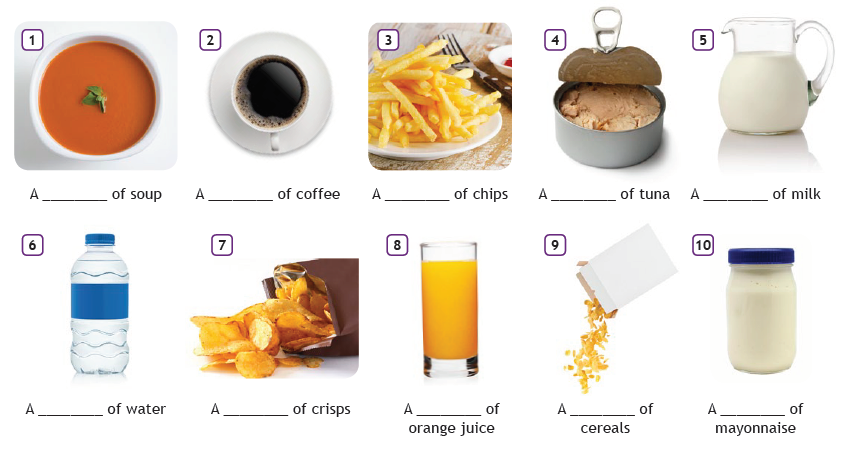 1
2
3
4
5
A ________ of soup
A ________ of coffee
A ________ of chips
A ________ of tuna
A ________ of milk
6
7
8
9
10
A ________ of water
A ________ of crisps
A ________ of
orange juice
A ________ of
cereals
A ________ of
mayonnaise